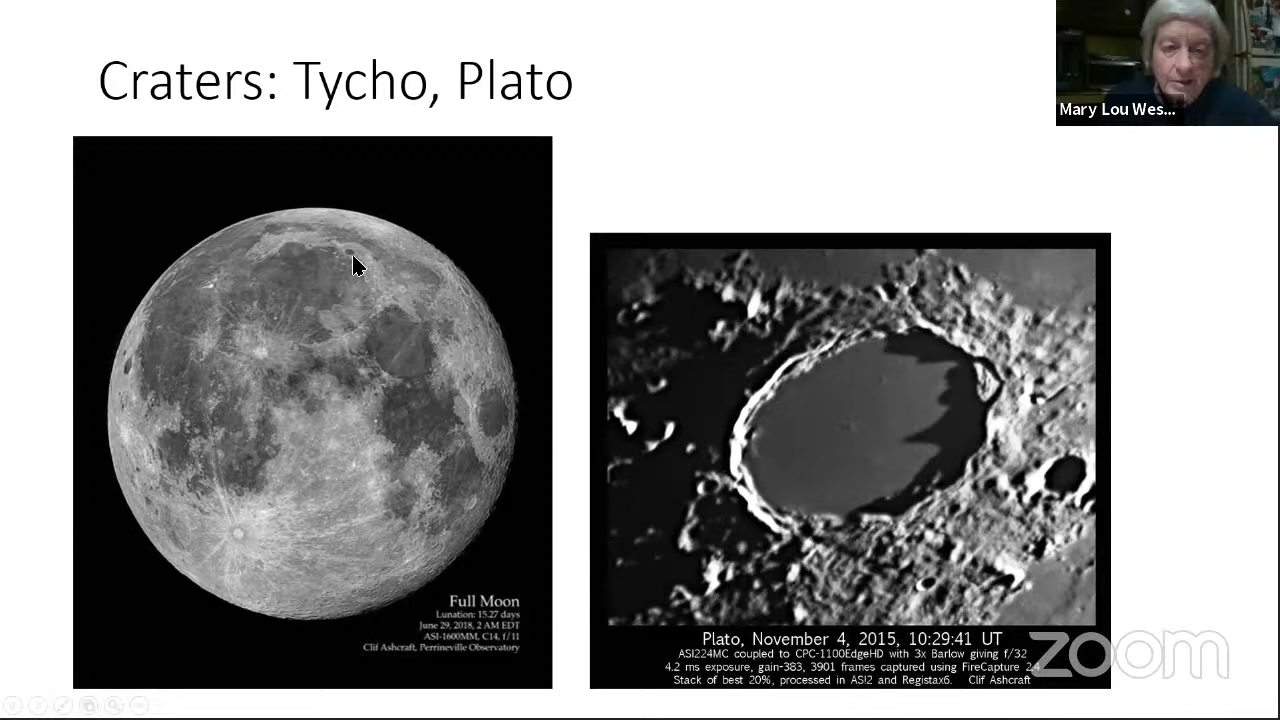 Craters: Tycho, Plato
Mary Lou Wes...
Full Moon
Lunation: 15.27 days
June 29, 2018, 2 AM EDT
ASI-1600MM, C14, f/11
Clif Ashcraft, Perrineville Observatory
Plato, November 4, 2015, 10:29:41 UT
ASI224MC coupled to CPC-1100EdgeHD with 3x Barlow giving f/32
4.2 ms exposure, gain-383, 3901 frames captured using FireCapture 2.4
Stack of best 20%, processed in ASI2 and Registax6. Clif Ashcraft
zoom